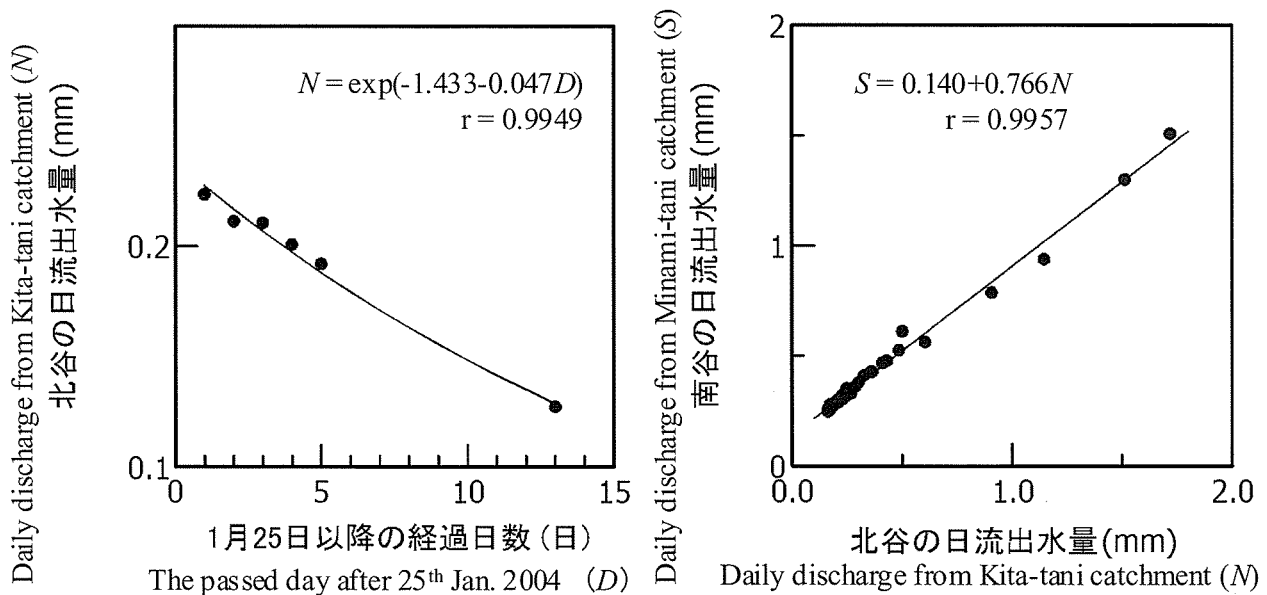 Daily discharge from Kita-tani catchment (N)
北谷の日流出水量 (mm)
N = exp(-1.433-0.047D)
r = 0.9949
0.2
0.1
0 5 10 15
1月25日以降の経過日数 (日)
The passed day after 25th Jan. 2004 (D)
Daily discharge from Minami-tani catchment (S)
南谷の日流出水量 (mm)
S = 0.140+0.766N
r = 0.9957
2
1
0
0.0 1.0 2.0
北谷の日流出水量(mm)
Daily discharge from Kita-tani catchment (N)